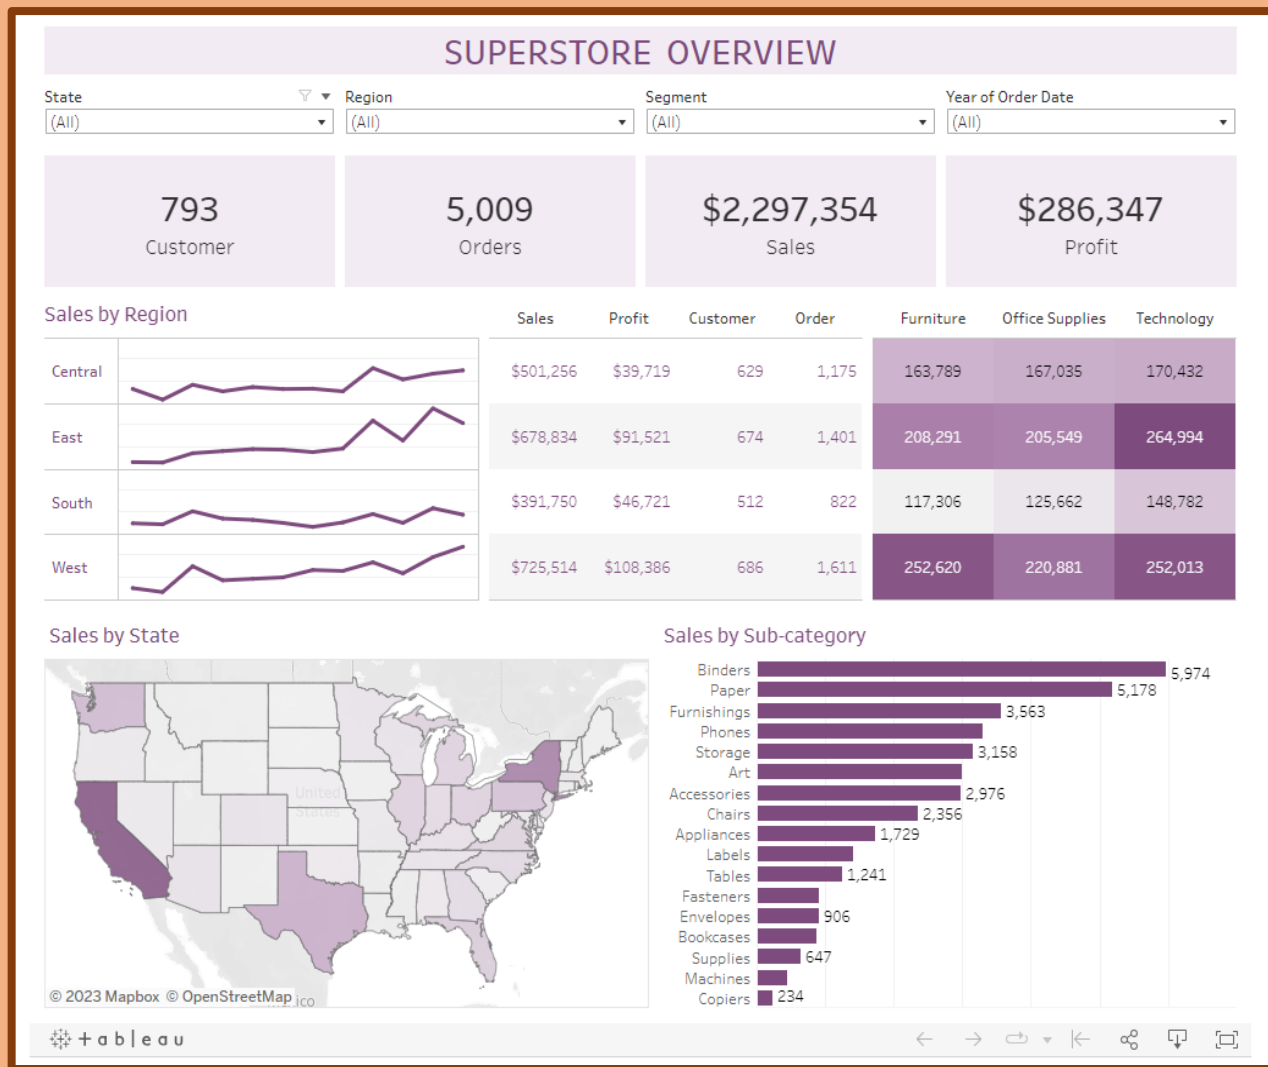 SUPERSTORE OVERVIEW
State Region Segment Year of Order Date
(All) (All) (All) (All)
793 5,009 $2,297,354 $286,347
Customer Orders Sales Profit
Sales by Region Sales Profit Customer Order Furniture Office Supplies Technology
Central $501,256 $39,719 629 1,175 163,789 167,035 170,432
East $678,834 $91,521 674 1,401 208,291 205,549 264,994
South $391,750 $46,721 512 822 117,306 125,662 148,782
West $725,514 $108,386 686 1,611 252,620 220,881 252,013
Sales by State
United
States
© 2023 Mapbox © OpenStreetMap
Sales by Sub-category
Binders 5,974
Paper 5,178
Furnishings 3,563
Phones
Storage 3,158
Art
Accessories 2,976
Chairs 2,356
Appliances 1,729
Labels
Tables 1,241
Fasteners
Envelopes 906
Bookcases
Supplies 647
Machines
Copiers 234
+ableau